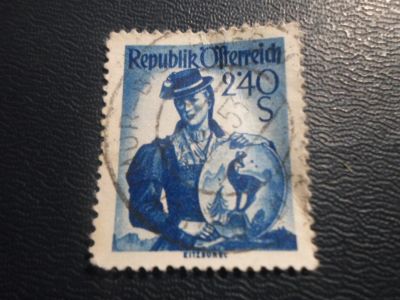 Republik Österreich
2·40
S
KITZBÜHEL